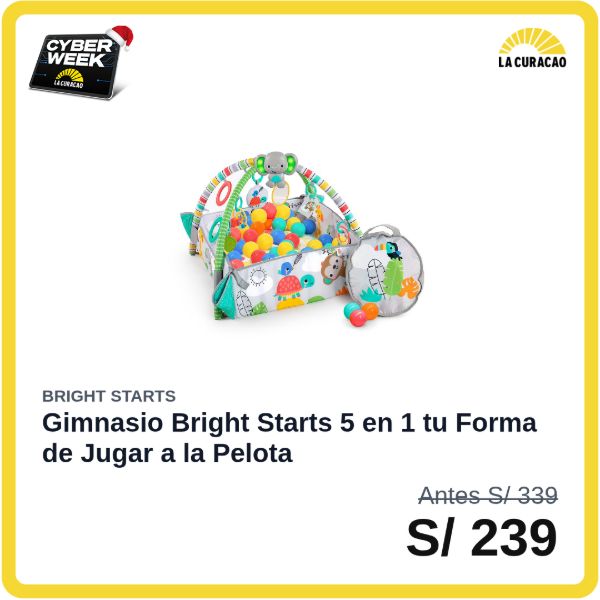 CYBER
WEEK
LA CURACAO
LA CURACAO
BRIGHT STARTS
Gimnasio Bright Starts 5 en 1 tu Forma
de Jugar a la Pelota
Antes S/ 339
S/ 239